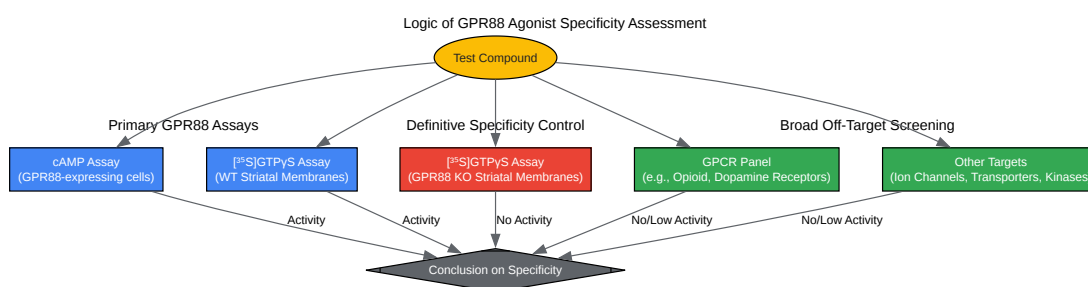 Logic of GPR88 Agonist Specificity Assessment
Test Compound
Primary GPR88 Assays
Definitive Specificity Control
Broad Off-Target Screening
cAMP Assay
(GPR88-expressing cells)
[³⁵S]GTPγS Assay
(WT Striatal Membranes)
[³⁵S]GTPγS Assay
(GPR88 KO Striatal Membranes)
GPCR Panel
(e.g., Opioid, Dopamine Receptors)
Other Targets
(Ion Channels, Transporters, Kinases
Activity
Activity
No Activity
No/Low Activity
No/Low Activity
Conclusion on Specificity